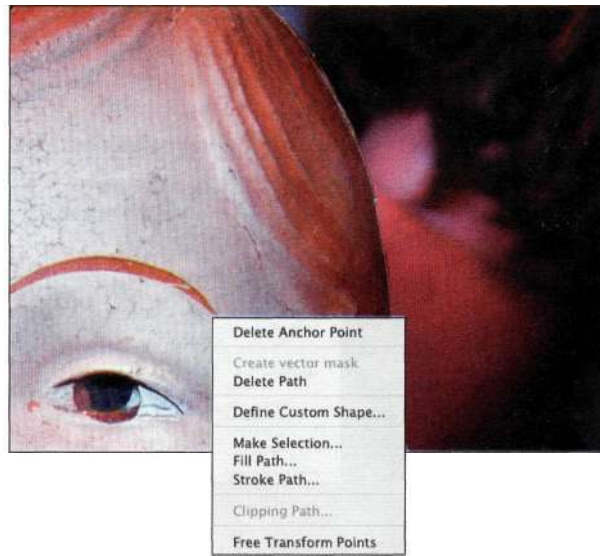 Delete Anchor Point
Create vector mask
Delete Path
Define Custom Shape...
Make Selection...
Fill Path...
Stroke Path...
Clipping Path...
Free Transform Points